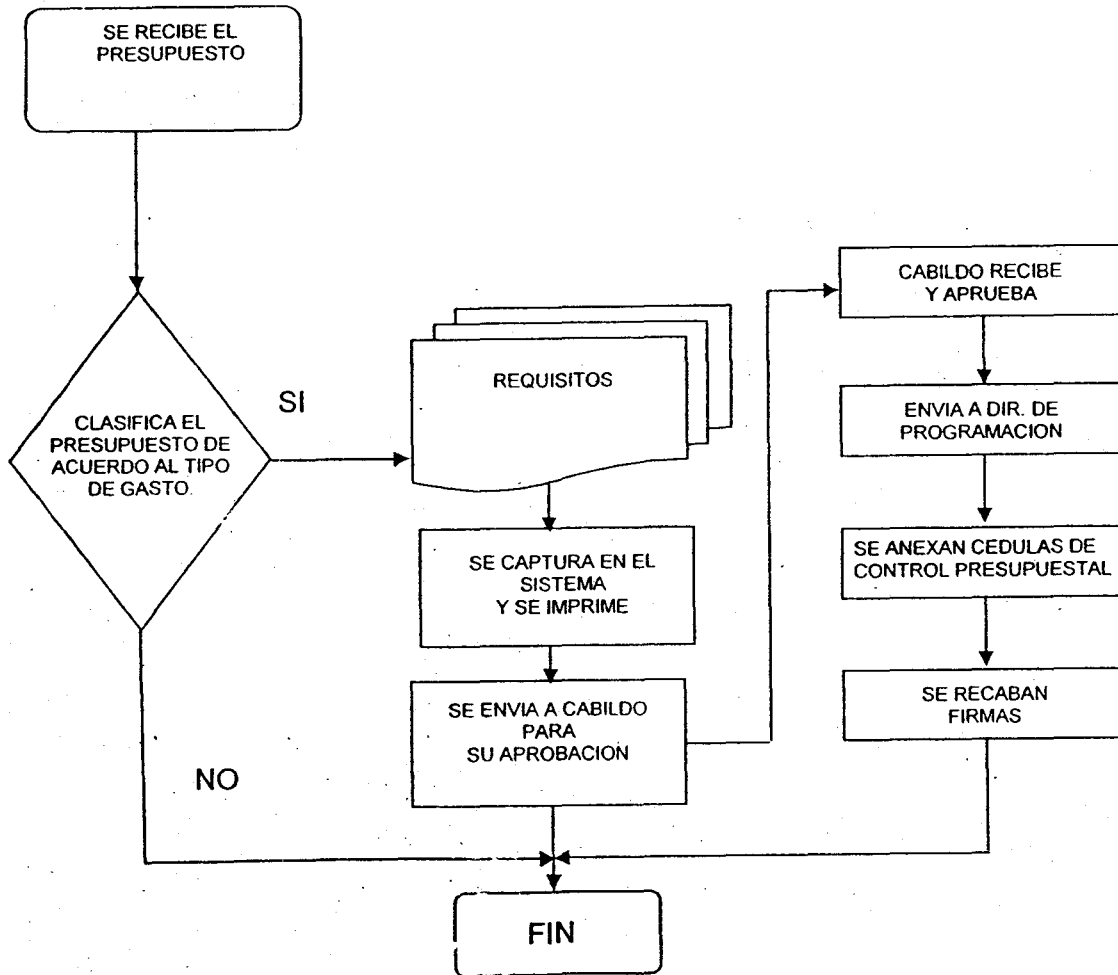 SE RECIBE EL
PRESUPUESTO
CLASIFICA EL
PRESUPUESTO DE
ACUERDO AL TIPO
DE GASTO.
SI
NO
REQUISITOS
SE CAPTURA EN EL
SISTEMA
Y SE IMPRIME
SE ENVIA A CABILDO
PARA
SU APROBACION
CABILDO RECIBE
Y APRUEBA
ENVIA A DIR. DE
PROGRAMACION
SE ANEXAN CEDULAS DE
CONTROL PRESUPUESTAL
SE RECABAN
FIRMAS
FIN